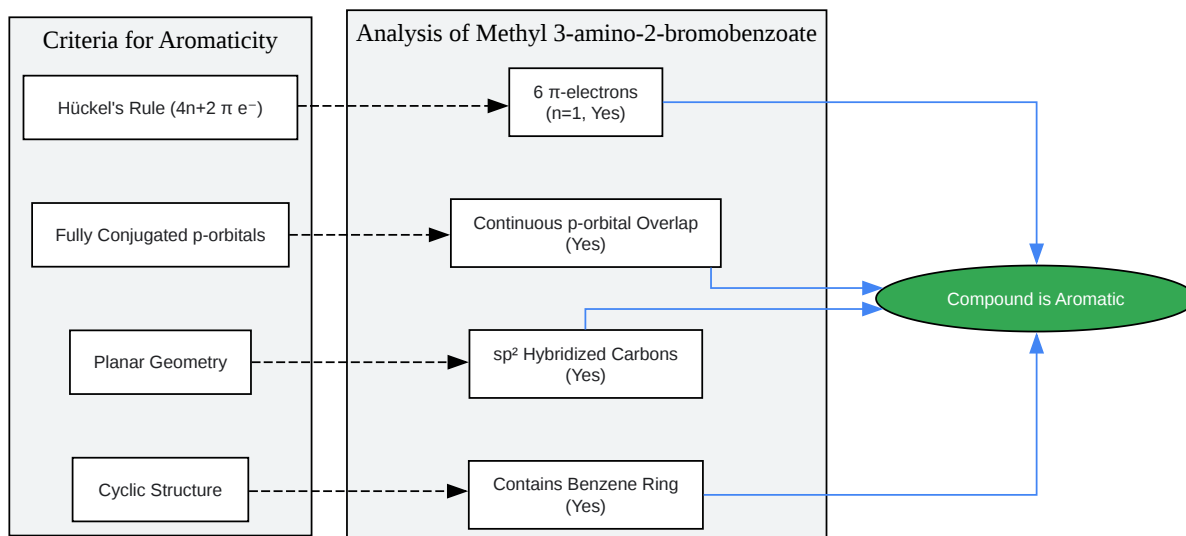 Criteria for Aromaticity
Hückel's Rule (4n+2 π e⁻)
Fully Conjugated p-orbitals
Planar Geometry
Cyclic Structure
Analysis of Methyl 3-amino-2-bromobenzoate
6 π-electrons
(n=1, Yes)
Continuous p-orbital Overlap
(Yes)
sp² Hybridized Carbons
(Yes)
Contains Benzene Ring
(Yes)
Compound is Aromatic